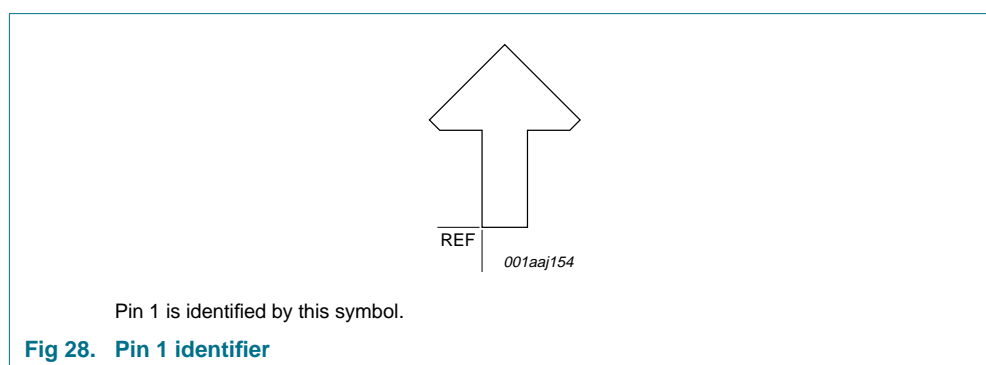 REF
001aaj154
Pin 1 is identified by this symbol.
Fig 28. Pin 1 identifier